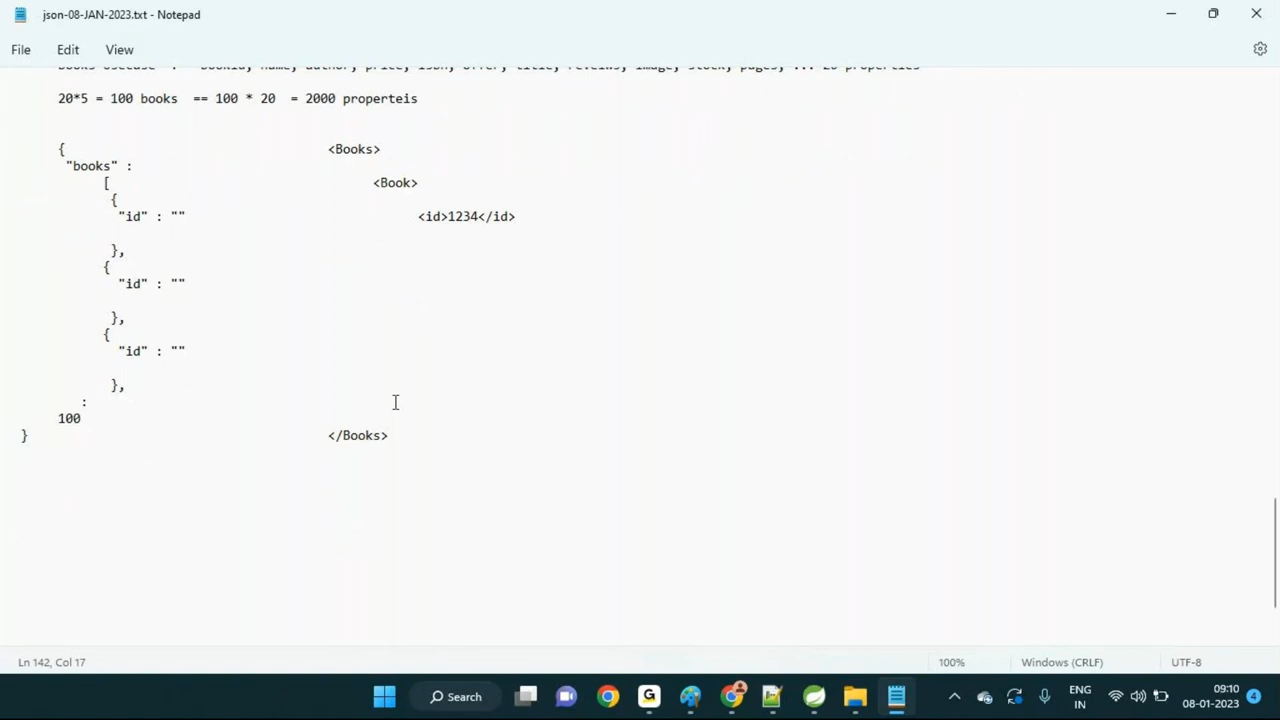 json-08-JAN-2023.txt - Notepad
File Edit View
20*5 = 100 books == 100 * 20 = 2000 properteis
{ <Books>
"books" :
[ <Book>
{
"id" : "" <id>1234</id>
},
{
"id" : ""
},
{
"id" : ""
},
:
100
} </Books>
Ln 142, Col 17 100% Windows (CRLF) UTF-8
Search
ENG
IN
09:10
08-01-2023
4